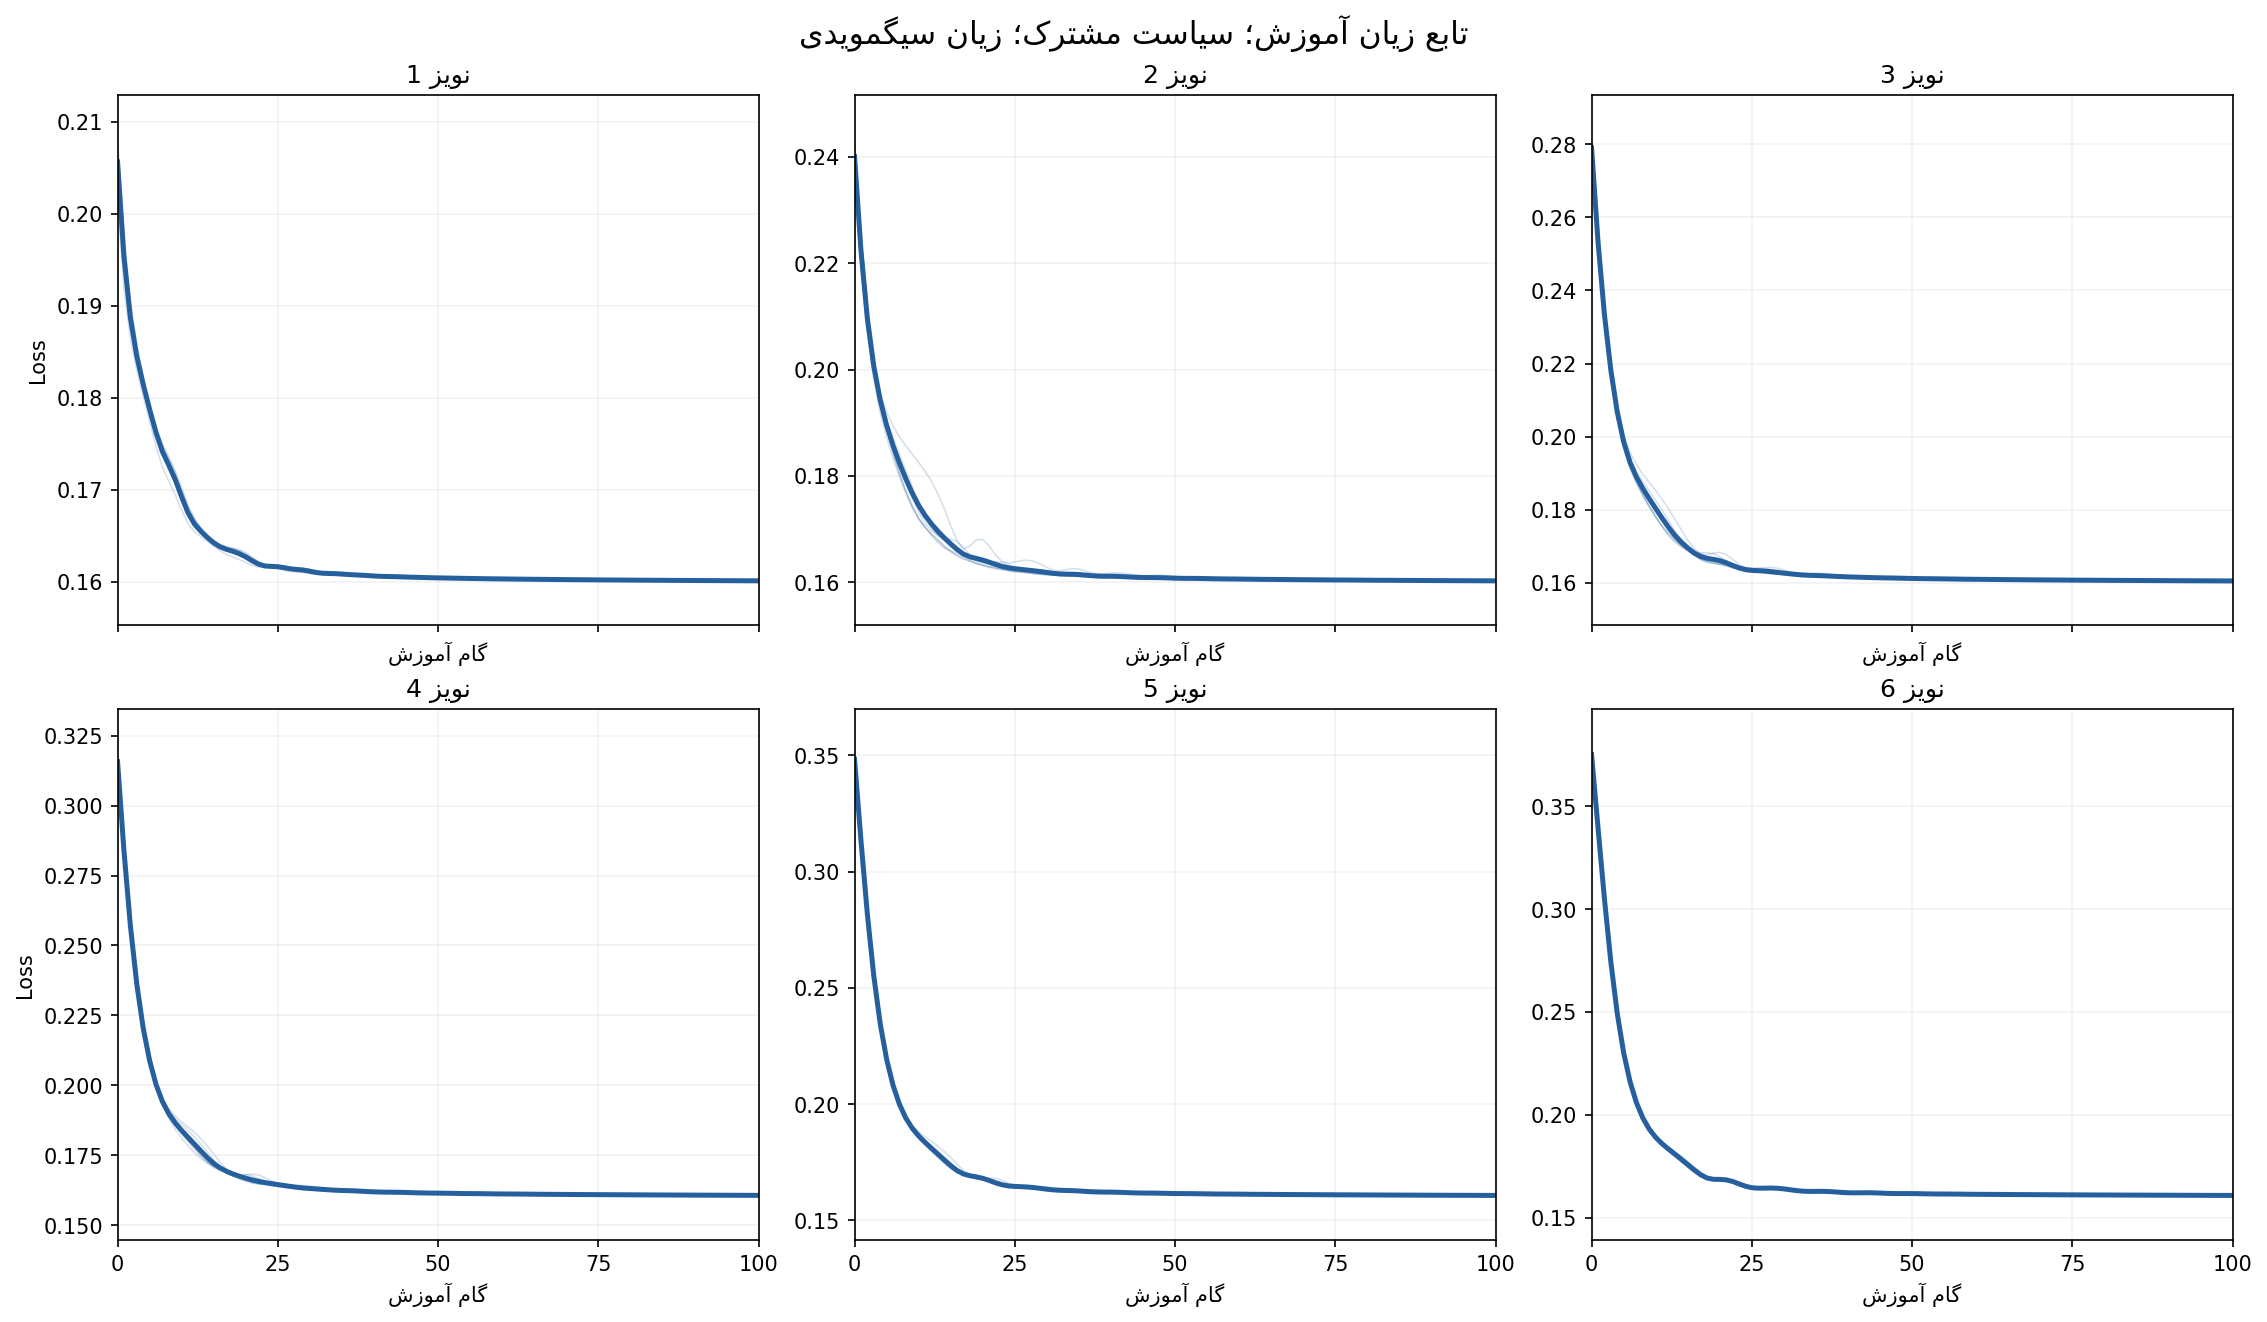 تابع زیان آموزش؛ سیاست مشترک؛ زیان سیگمویدی
نویز 1
0.21
0.20
0.19
0.18
0.17
0.16
Loss
گام آموزش
نویز 2
0.24
0.22
0.20
0.18
0.16
گام آموزش
نویز 3
0.28
0.26
0.24
0.22
0.20
0.18
0.16
گام آموزش
نویز 4
0.325
0.300
0.275
0.250
0.225
0.200
0.175
0.150
Loss
0 25 50 75 100
گام آموزش
نویز 5
0.35
0.30
0.25
0.20
0.15
0 25 50 75 100
گام آموزش
نویز 6
0.35
0.30
0.25
0.20
0.15
0 25 50 75 100
گام آموزش